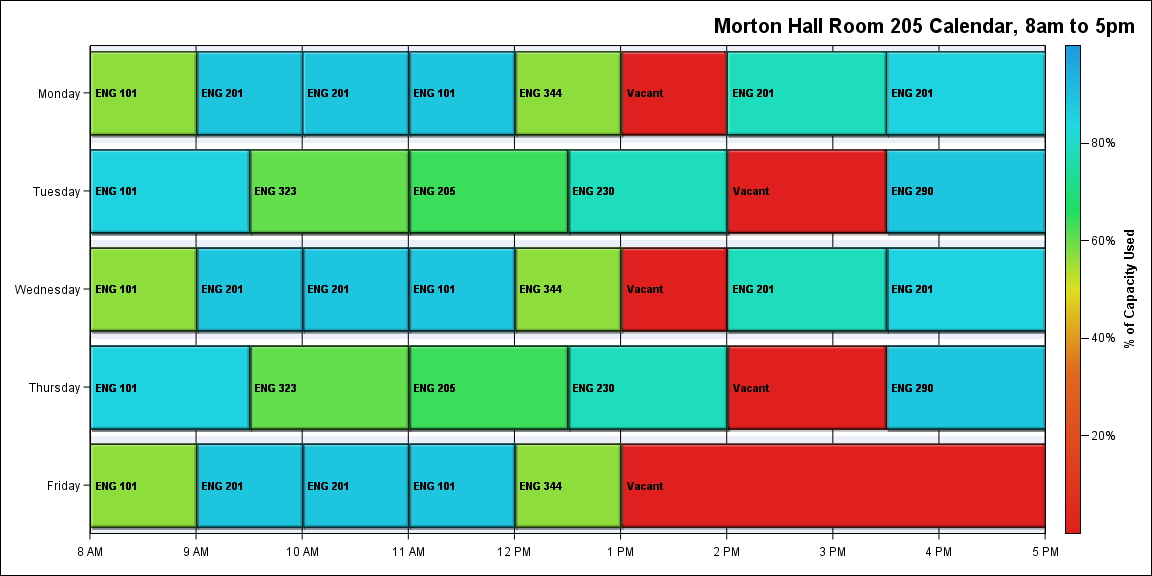 Morton Hall Room 205 Calendar, 8am to 5pm
Monday
ENG 101
ENG 201
ENG 201
ENG 101
ENG 344
Vacant
ENG 201
ENG 201
Tuesday
ENG 101
ENG 323
ENG 205
ENG 230
Vacant
ENG 290
Wednesday
ENG 101
ENG 201
ENG 201
ENG 101
ENG 344
Vacant
ENG 201
ENG 201
Thursday
ENG 101
ENG 323
ENG 205
ENG 230
Vacant
ENG 290
Friday
ENG 101
ENG 201
ENG 201
ENG 101
ENG 344
Vacant
8 AM
9 AM
10 AM
11 AM
12 PM
1 PM
2 PM
3 PM
4 PM
5 PM
80%
60%
40%
20%
% of Capacity Used